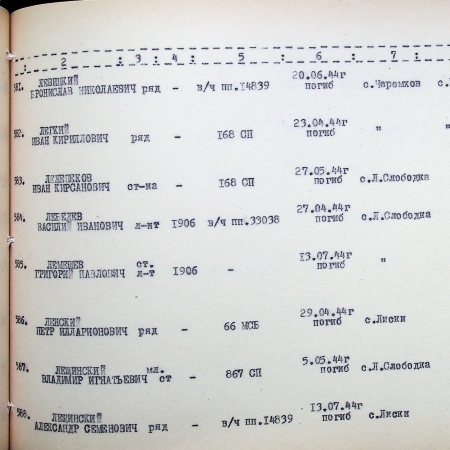 : 2 : 3 : 4 : 5 : 6 : 7 :
581. ЛЕВИЦКИЙ 20.06.44г
БРОНИСЛАВ НИКОЛАЕВИЧ ряд - в/ч пп.14839 погиб с.Черемхов с.
582. ЛЕГКИЙ 23.04.44г
ИВАН КИРИЛЛОВИЧ ряд - 168 СП погиб " "
583. 27.05.44г
ИВАН КИРСАНОВИЧ ст-на - 168 СП погиб с.Л.Слободка
584. ЛЕБЕДЕВ 27.04.44г
ВАСИЛИЙ ИВАНОВИЧ л-нт 1906 в/ч пп.33038 погиб с.Л.Слободка
585. ЛЕМЕШЕВ ст. 13.07.44г
ГРИГОРИЙ ПАВЛОВИЧ л-т 1906 - погиб "
586. ЛЕНСКИЙ 29.04.44г
ПЕТР ИЛЛАРИОНОВИЧ ряд - 66 МСБ погиб с.Лиски
587. ЛЕЩИНСКИЙ мл. 5.05.44г
ВЛАДИМИР ИГНАТЬЕВИЧ ст - 867 СП погиб с.Л.Слободка
588. ЛЕЩИНСКИЙ 13.07.44г
АЛЕКСАНДР СЕМЕНОВИЧ ряд - в/ч пп.14839 погиб с.Лиски